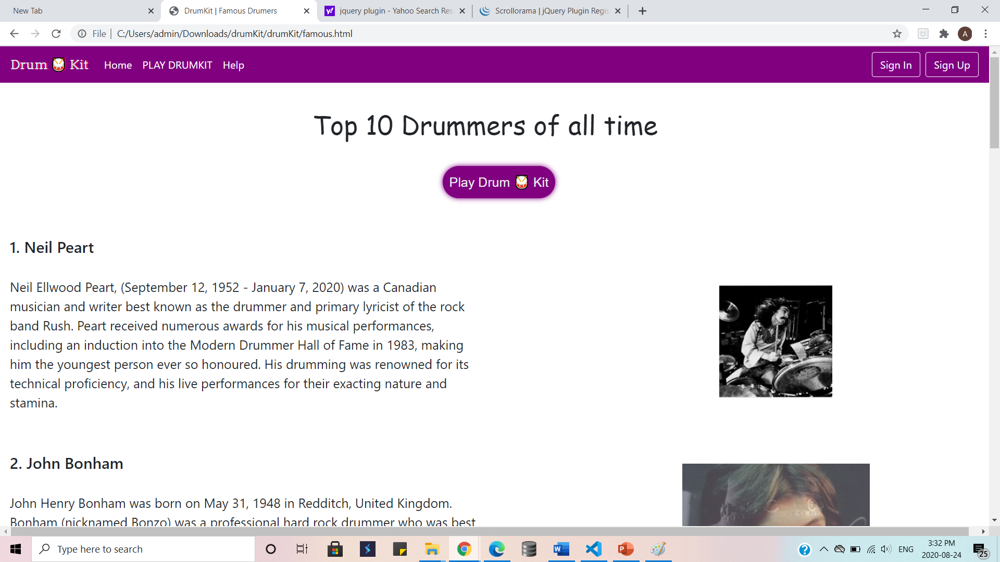 New Tab
DrumKit | Famous Drumers
jquery plugin - Yahoo Search Res
Scrollorama | jQuery Plugin Regis
File
C:/Users/admin/Downloads/drumKit/drumKit/famous.html
A
Drum Kit
Home
PLAY DRUMKIT
Help
Sign In
Sign Up
Top 10 Drummers of all time
Play Drum Kit
1. Neil Peart
Neil Ellwood Peart, (September 12, 1952 - January 7, 2020) was a Canadian
musician and writer best known as the drummer and primary lyricist of the rock
band Rush. Peart received numerous awards for his musical performances,
including an induction into the Modern Drummer Hall of Fame in 1983, making
him the youngest person ever so honoured. His drumming was renowned for its
technical proficiency, and his live performances for their exacting nature and
stamina.
2. John Bonham
John Henry Bonham was born on May 31, 1948 in Redditch, United Kingdom.
Bonham (nicknamed Bonzo) was a professional hard rock drummer who was best
Type here to search
ENG
3:32 PM
2020-08-24
25